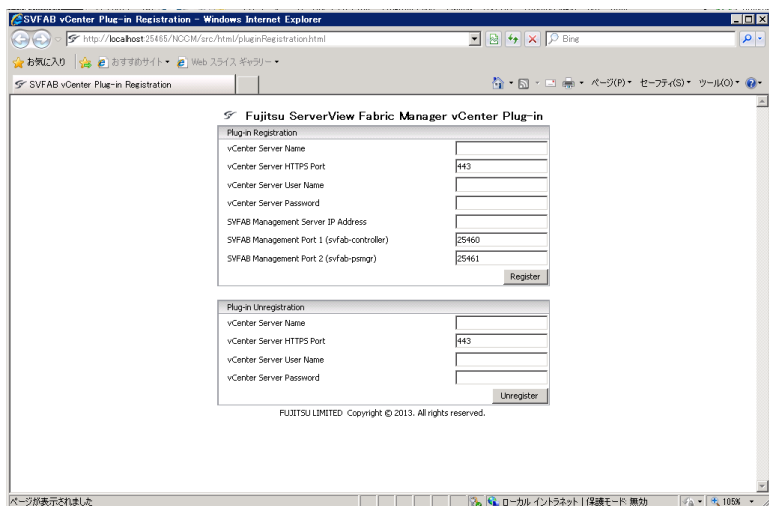 SVFAB vCenter Plug-in Registration - Windows Internet Explorer
http://localhost:25465/NCCM/src/html/pluginRegistration.html
Bing
お気に入り おすすめサイト Web スライス ギャラリー
SVFAB vCenter Plug-in Registration ページ(P) セーフティ(S) ツール(O)
Fujitsu ServerView Fabric Manager vCenter Plug-in
Plug-in Registration
vCenter Server Name
vCenter Server HTTPS Port 443
vCenter Server User Name
vCenter Server Password
SVFAB Management Server IP Address
SVFAB Management Port 1 (svfab-controller) 25460
SVFAB Management Port 2 (svfab-psmgr) 25461
Register
Plug-in Unregistration
vCenter Server Name
vCenter Server HTTPS Port 443
vCenter Server User Name
vCenter Server Password
Unregister
FUJITSU LIMITED Copyright © 2013. All rights reserved.
ページが表示されました ローカル イントラネット | 保護モード: 無効 105%